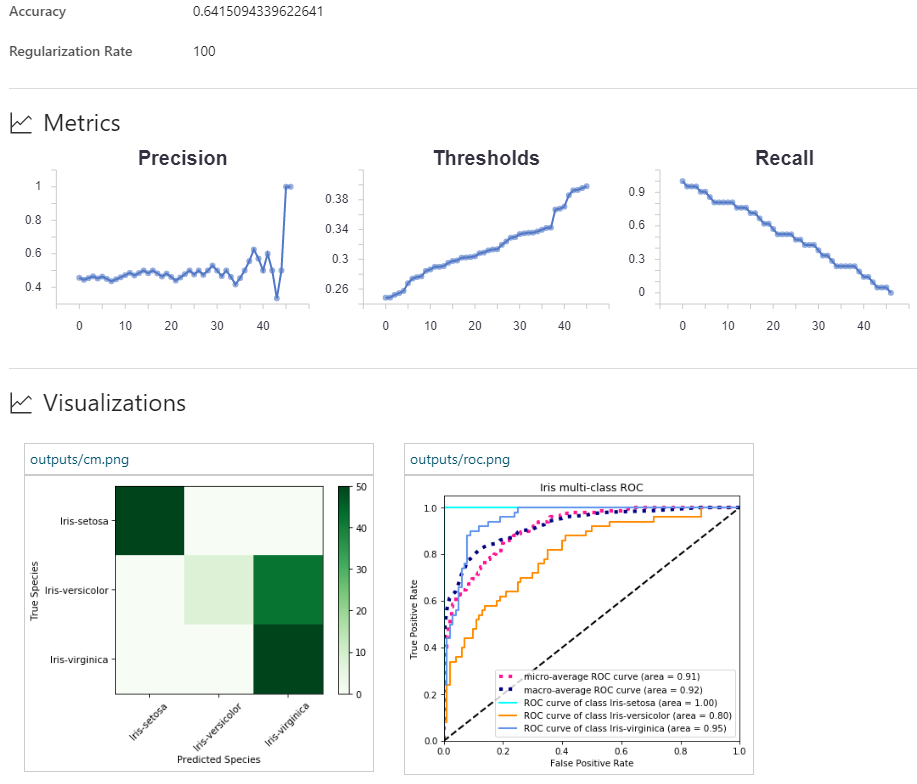 Accuracy 0.6415094339622641
Regularization Rate 100
Metrics
Precision
1
0.8
0.6
0.4
0 10 20 30 40
Thresholds
0.38
0.34
0.3
0.26
0 10 20 30 40
Recall
0.9
0.6
0.3
0
0 10 20 30 40
Visualizations
outputs/cm.png
Iris-setosa
Iris-versicolor
Iris-virginica
True Species
Iris-setosa
Iris-versicolor
Iris-virginica
Predicted Species
50
40
30
20
10
0
outputs/roc.png
Iris multi-class ROC
1.0
0.8
0.6
0.4
0.2
0.0
True Positive Rate
micro-average ROC curve (area = 0.91)
macro-average ROC curve (area = 0.92)
ROC curve of class Iris-setosa (area = 1.00)
ROC curve of class Iris-versicolor (area = 0.80)
ROC curve of class Iris-virginica (area = 0.95)
0.0 0.2 0.4 0.6 0.8 1.0
False Positive Rate